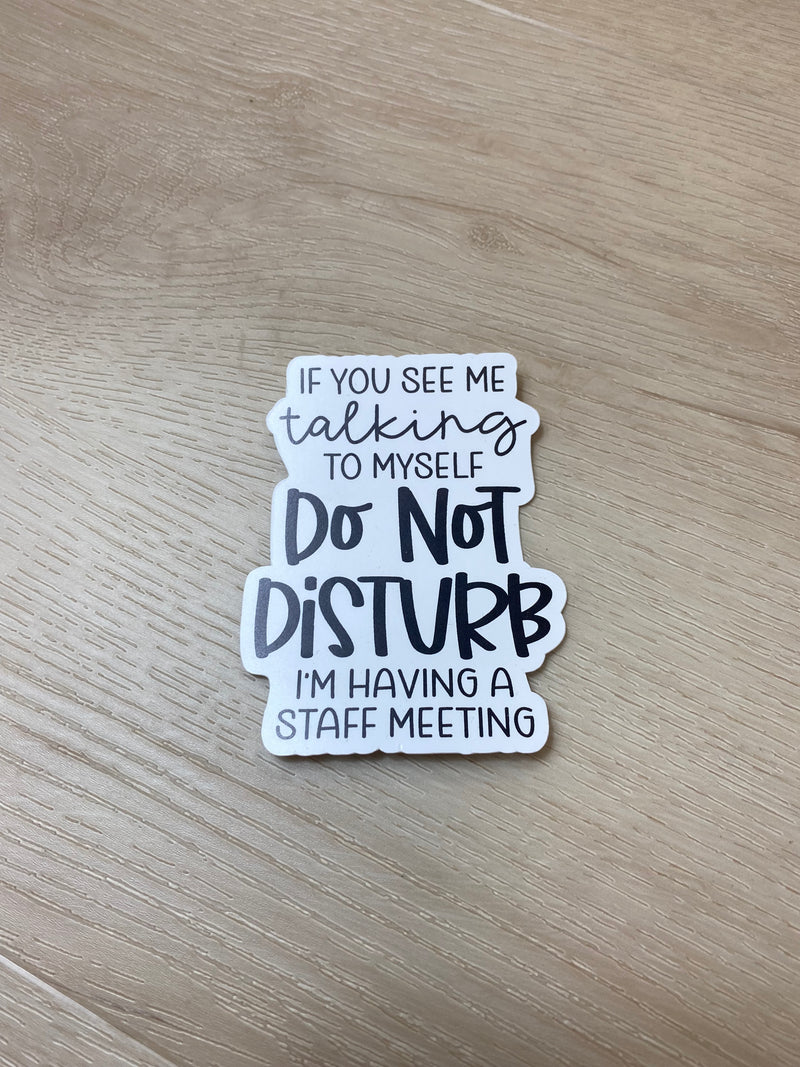 IF YOU SEE ME
talking
TO MYSELF
Do Not
DiSTURB
I'M HAVING A
STAFF MEETING